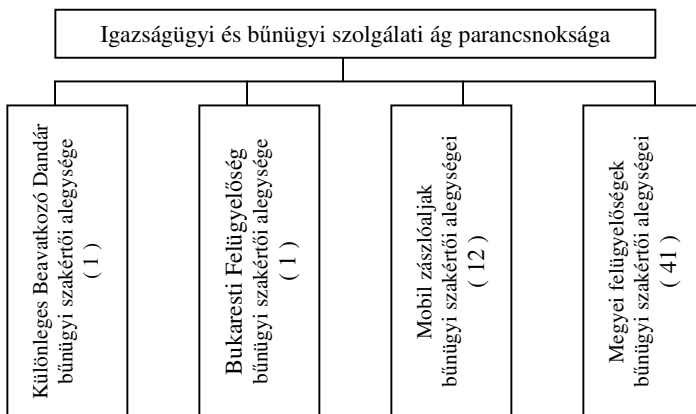 Igazságügyi és bűnügyi szolgálati ág parancsnoksága
Különleges Beavatkozó Dandár
bűnügyi szakértői alegysége
( 1 )
Bukaresti Felügyelőség
bűnügyi szakértői alegysége
( 1 )
Mobil zászlóaljak
bűnügyi szakértői alegységei
( 12 )
Megyei felügyelőségek
bűnügyi szakértői alegységei
( 41 )